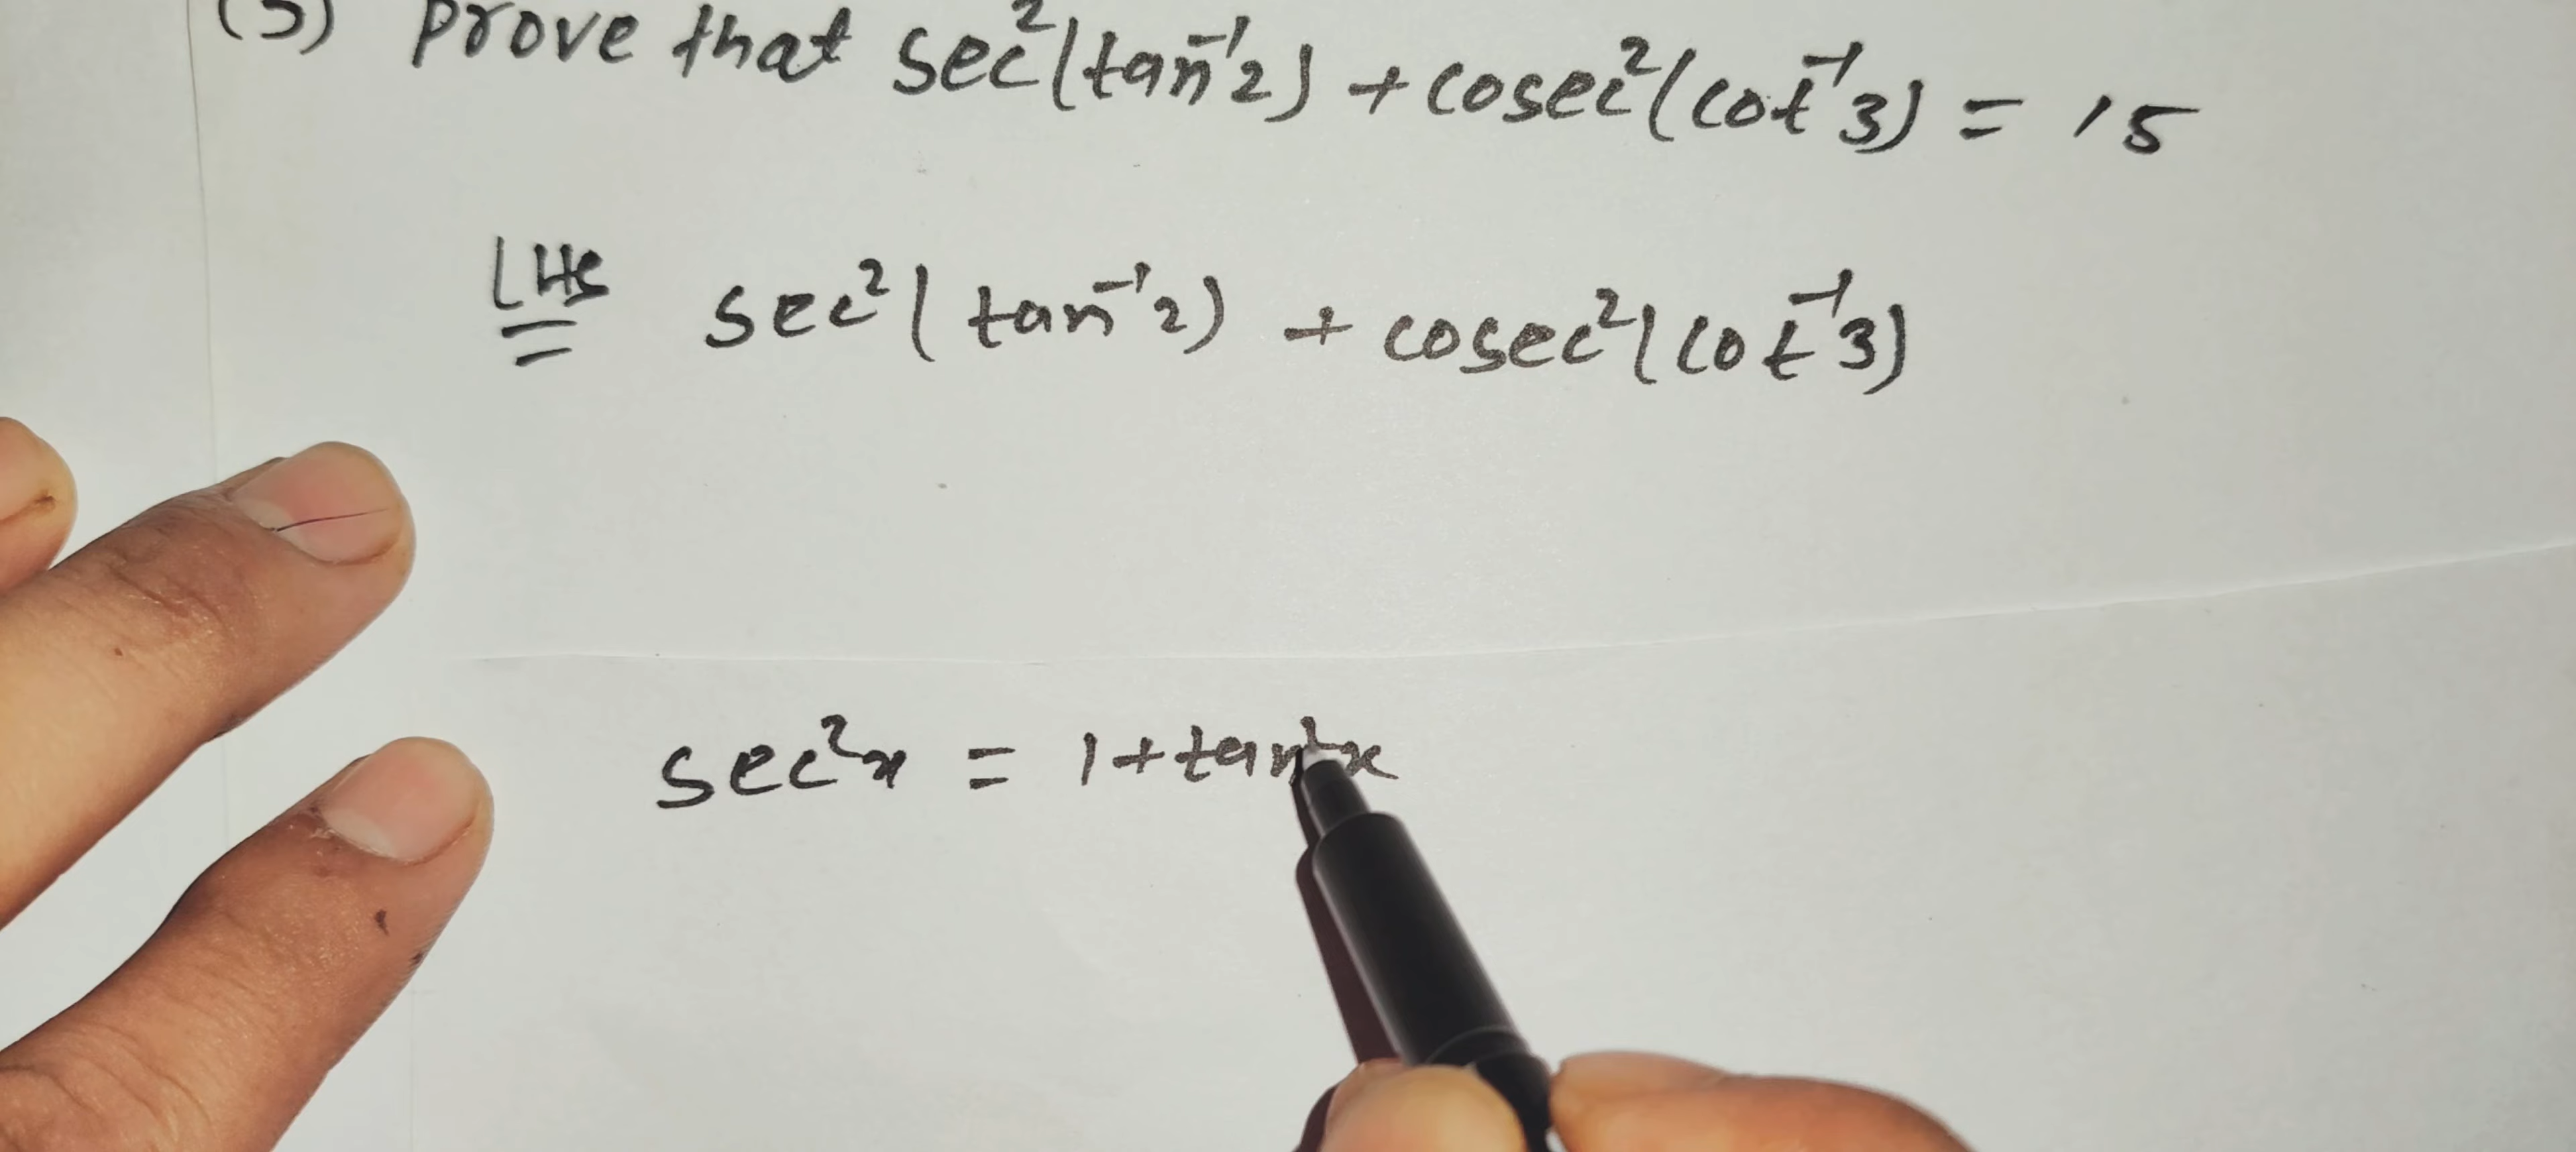 (5) prove that sec²(tan⁻¹2) + cosec²(cot⁻¹3) = 15
LHS sec²(tan⁻¹2) + cosec²(cot⁻¹3)
sec²x = 1+tan²x